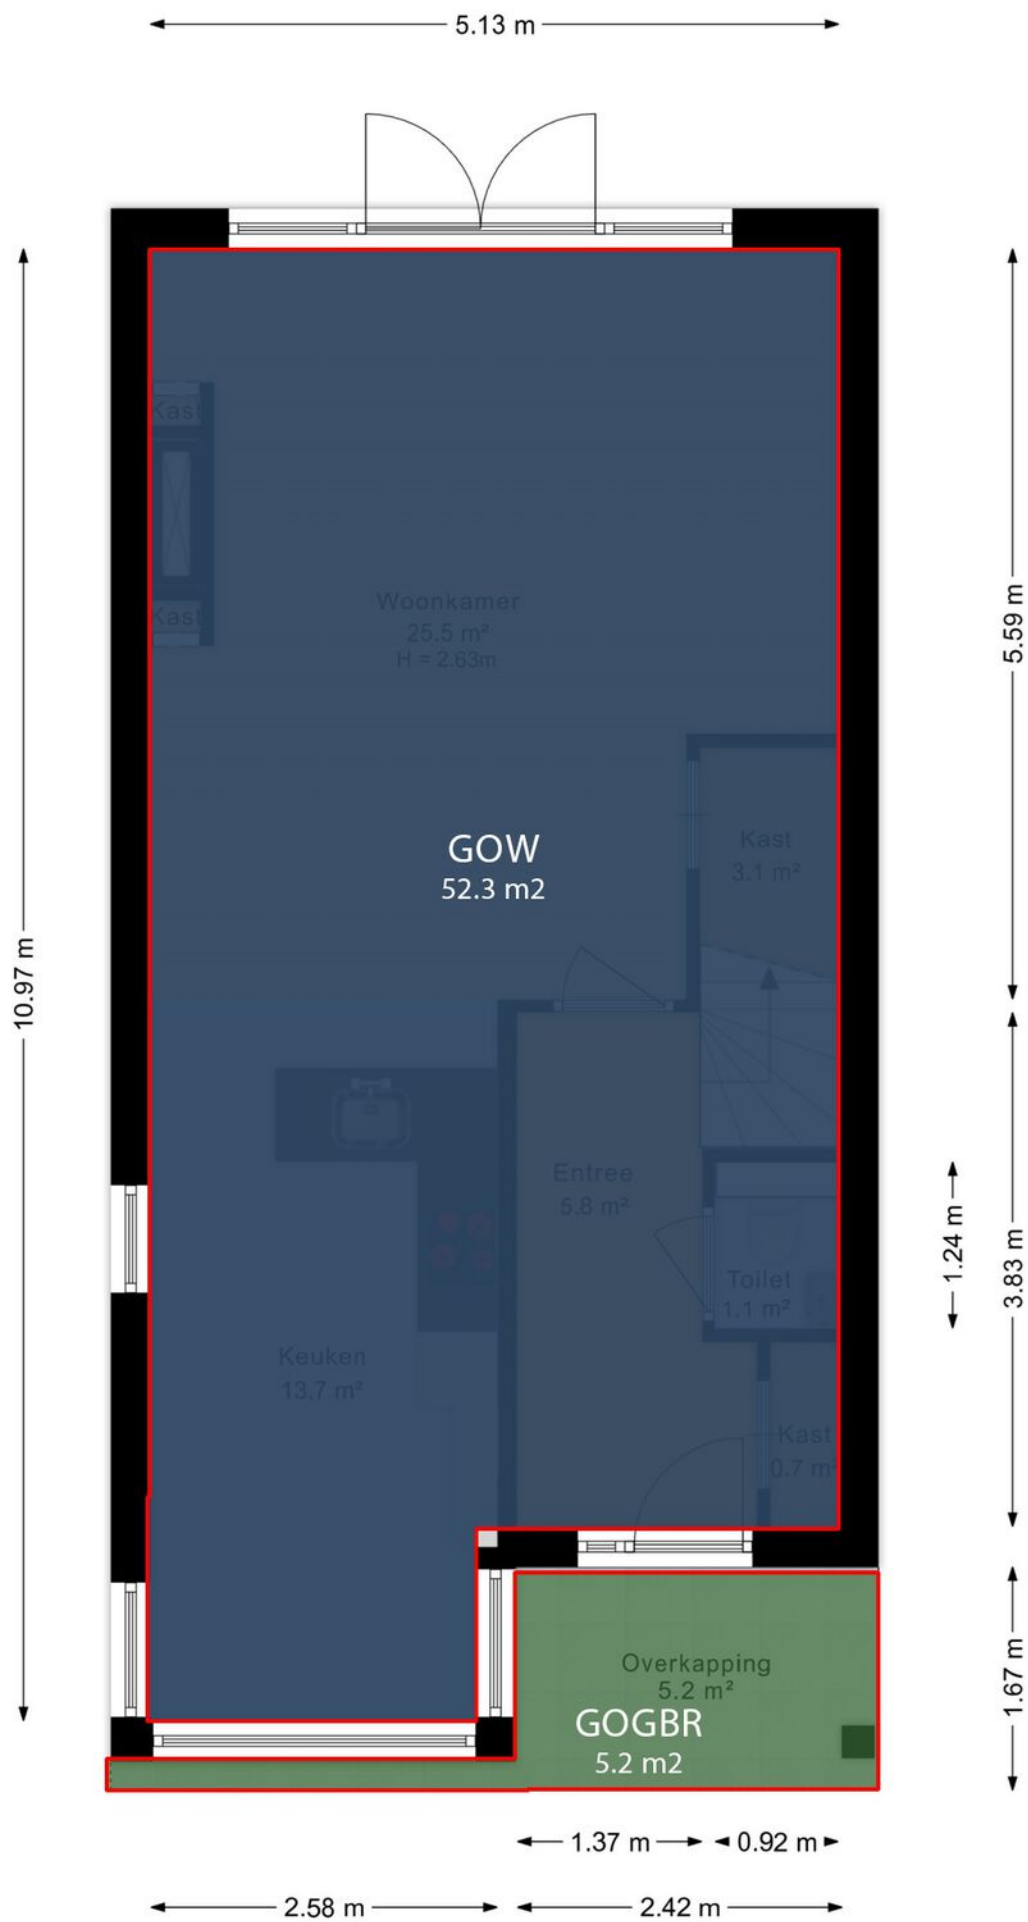 5.13 m
Kast
Kast
Woonkamer
25.5 m²
H = 2.63m
5.59 m
GOW
52.3 m2
Kast
3.1 m²
10.97 m
Entree
5.8 m²
1.24 m
3.83 m
Toilet
1.1 m²
Keuken
13.7 m²
Kast
0.7 m²
Overkapping
5.2 m²
GOGBR
5.2 m2
1.67 m
1.37 m
0.92 m
2.58 m
2.42 m